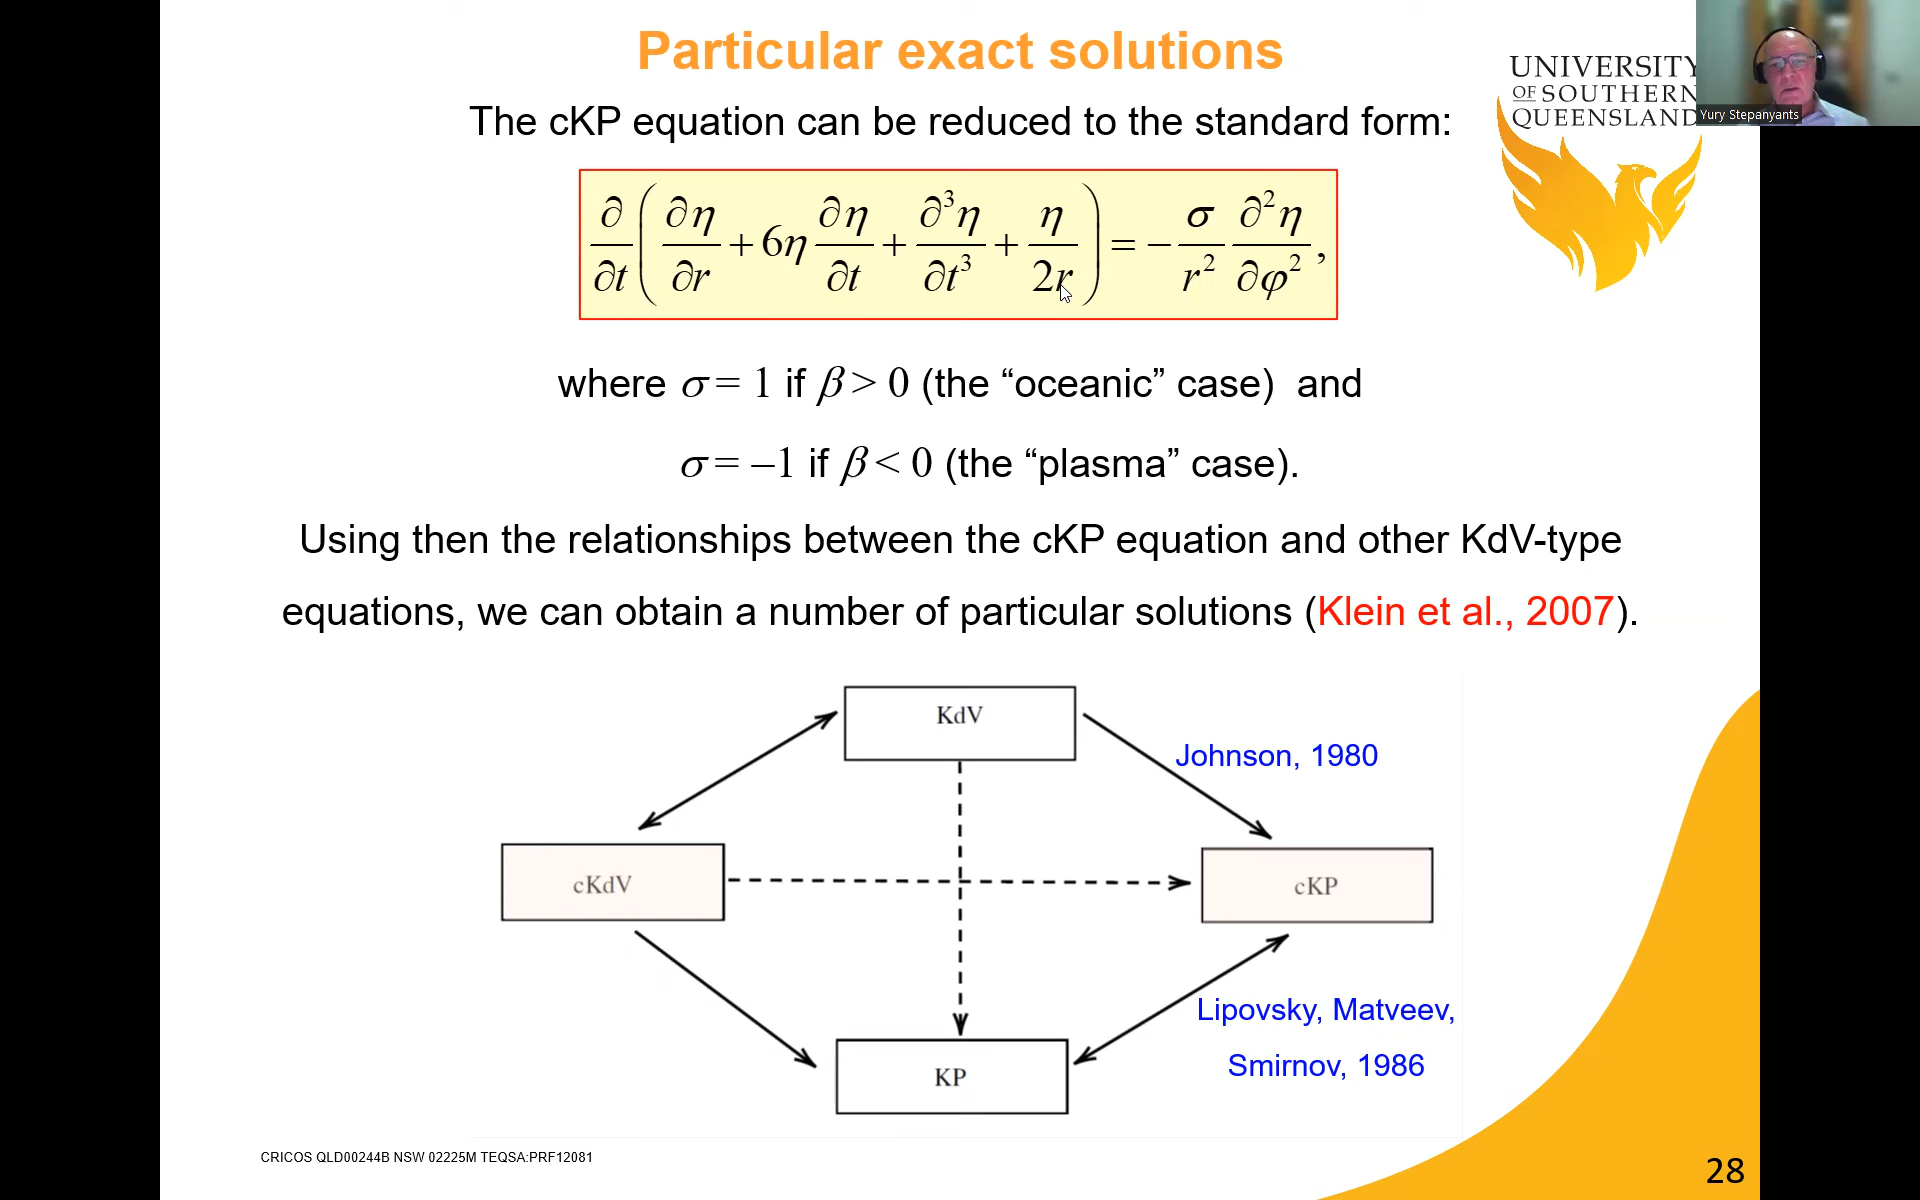 Particular exact solutions
UNIVERSITY
OF SOUTHERN
QUEENSLAND
Yury Stepanyants
The cKP equation can be reduced to the standard form:
∂/∂t (∂η/∂r + 6η ∂η/∂t + ∂³η/∂t³ + η/2r) = − σ/r² ∂²η/∂φ²,
where σ = 1 if β > 0 (the “oceanic” case) and
σ = –1 if β < 0 (the “plasma” case).
Using then the relationships between the cKP equation and other KdV-type
equations, we can obtain a number of particular solutions (Klein et al., 2007).
KdV
Johnson, 1980
cKdV
cKP
Lipovsky, Matveev,
Smirnov, 1986
KP
CRICOS QLD00244B NSW 02225M TEQSA:PRF12081
28